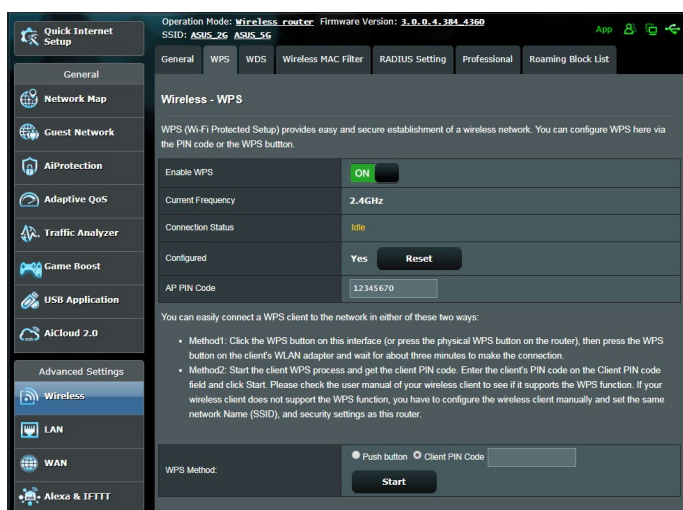 Quick Internet
Setup
General
Network Map
Guest Network
AiProtection
Adaptive QoS
Traffic Analyzer
Game Boost
USB Application
AiCloud 2.0
Advanced Settings
Wireless
LAN
WAN
Alexa & IFTTT
Operation Mode: Wireless router Firmware Version: 3.0.0.4.384_4360
SSID: ASUS_2G ASUS_5G
App
General WPS WDS Wireless MAC Filter RADIUS Setting Professional Roaming Block List
Wireless - WPS
WPS (Wi-Fi Protected Setup) provides easy and secure establishment of a wireless network. You can configure WPS here via
the PIN code or the WPS buttton.
Enable WPS ON
Current Frequency 2.4GHz
Connection Status Idle
Configured Yes Reset
AP PIN Code 12345670
You can easily connect a WPS client to the network in either of these two ways:
• Method1: Click the WPS button on this interface (or press the physical WPS button on the router), then press the WPS
button on the client's WLAN adapter and wait for about three minutes to make the connection.
• Method2: Start the client WPS process and get the client PIN code. Enter the client's PIN code on the Client PIN code
field and click Start. Please check the user manual of your wireless client to see if it supports the WPS function. If your
wireless client does not support the WPS function, you have to configure the wireless client manually and set the same
network Name (SSID), and security settings as this router.
WPS Method: Push button Client PIN Code
Start